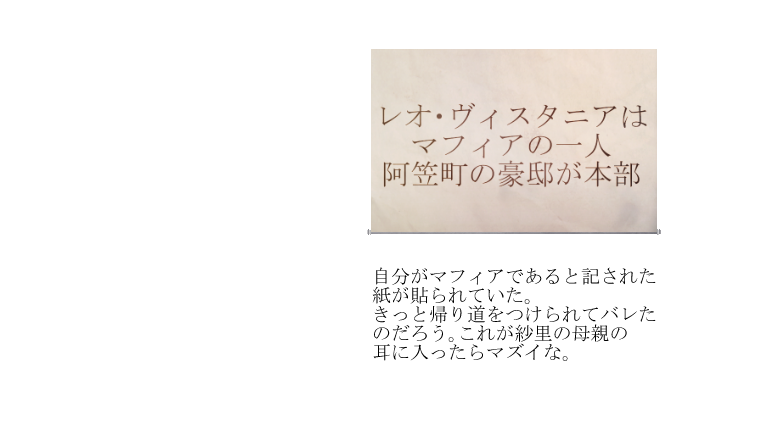 レオ・ヴィスタニアは
マフィアの一人
阿笠町の豪邸が本部
自分がマフィアであると記された
紙が貼られていた。
きっと帰り道をつけられてバレた
のだろう。これが紗里の母親の
耳に入ったらマズイな。